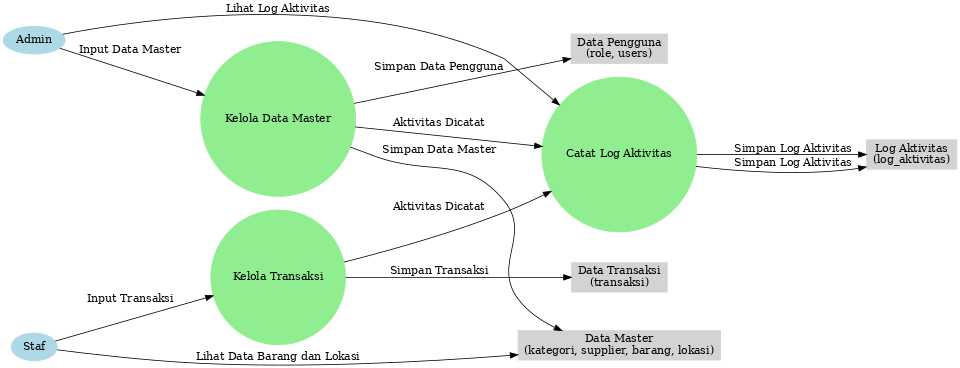 Lihat Log Aktivitas
Admin
Input Data Master
Data Pengguna
(role, users)
Simpan Data Pengguna
Kelola Data Master
Aktivitas Dicatat
Simpan Data Master
Catat Log Aktivitas
Simpan Log Aktivitas
Simpan Log Aktivitas
Log Aktivitas
(log_aktivitas)
Aktivitas Dicatat
Kelola Transaksi
Simpan Transaksi
Data Transaksi
(transaksi)
Input Transaksi
Staf
Lihat Data Barang dan Lokasi
Data Master
(kategori, supplier, barang, lokasi)